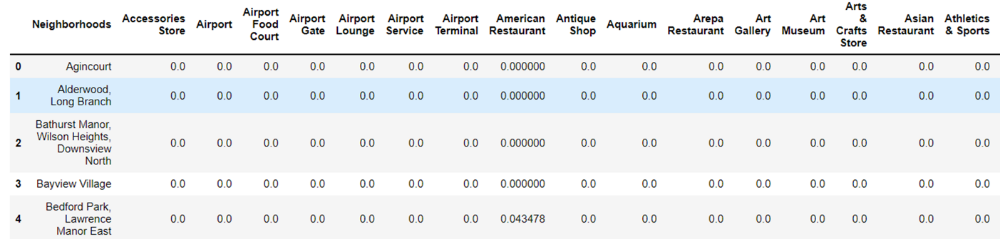 Neighborhoods Accessories Store Airport Airport Food Court Airport Gate Airport Lounge Airport Service Airport Terminal American Restaurant Antique Shop Aquarium Arepa Restaurant Art Gallery Art Museum Arts & Crafts Store Asian Restaurant Athletics & Sports
0 Agincourt 0.0 0.0 0.0 0.0 0.0 0.0 0.0 0.000000 0.0 0.0 0.0 0.0 0.0 0.0 0.0 0.0
1 Alderwood, Long Branch 0.0 0.0 0.0 0.0 0.0 0.0 0.0 0.000000 0.0 0.0 0.0 0.0 0.0 0.0 0.0 0.0
2 Bathurst Manor, Wilson Heights, Downsview North 0.0 0.0 0.0 0.0 0.0 0.0 0.0 0.000000 0.0 0.0 0.0 0.0 0.0 0.0 0.0 0.0
3 Bayview Village 0.0 0.0 0.0 0.0 0.0 0.0 0.0 0.000000 0.0 0.0 0.0 0.0 0.0 0.0 0.0 0.0
4 Bedford Park, Lawrence Manor East 0.0 0.0 0.0 0.0 0.0 0.0 0.0 0.043478 0.0 0.0 0.0 0.0 0.0 0.0 0.0 0.0